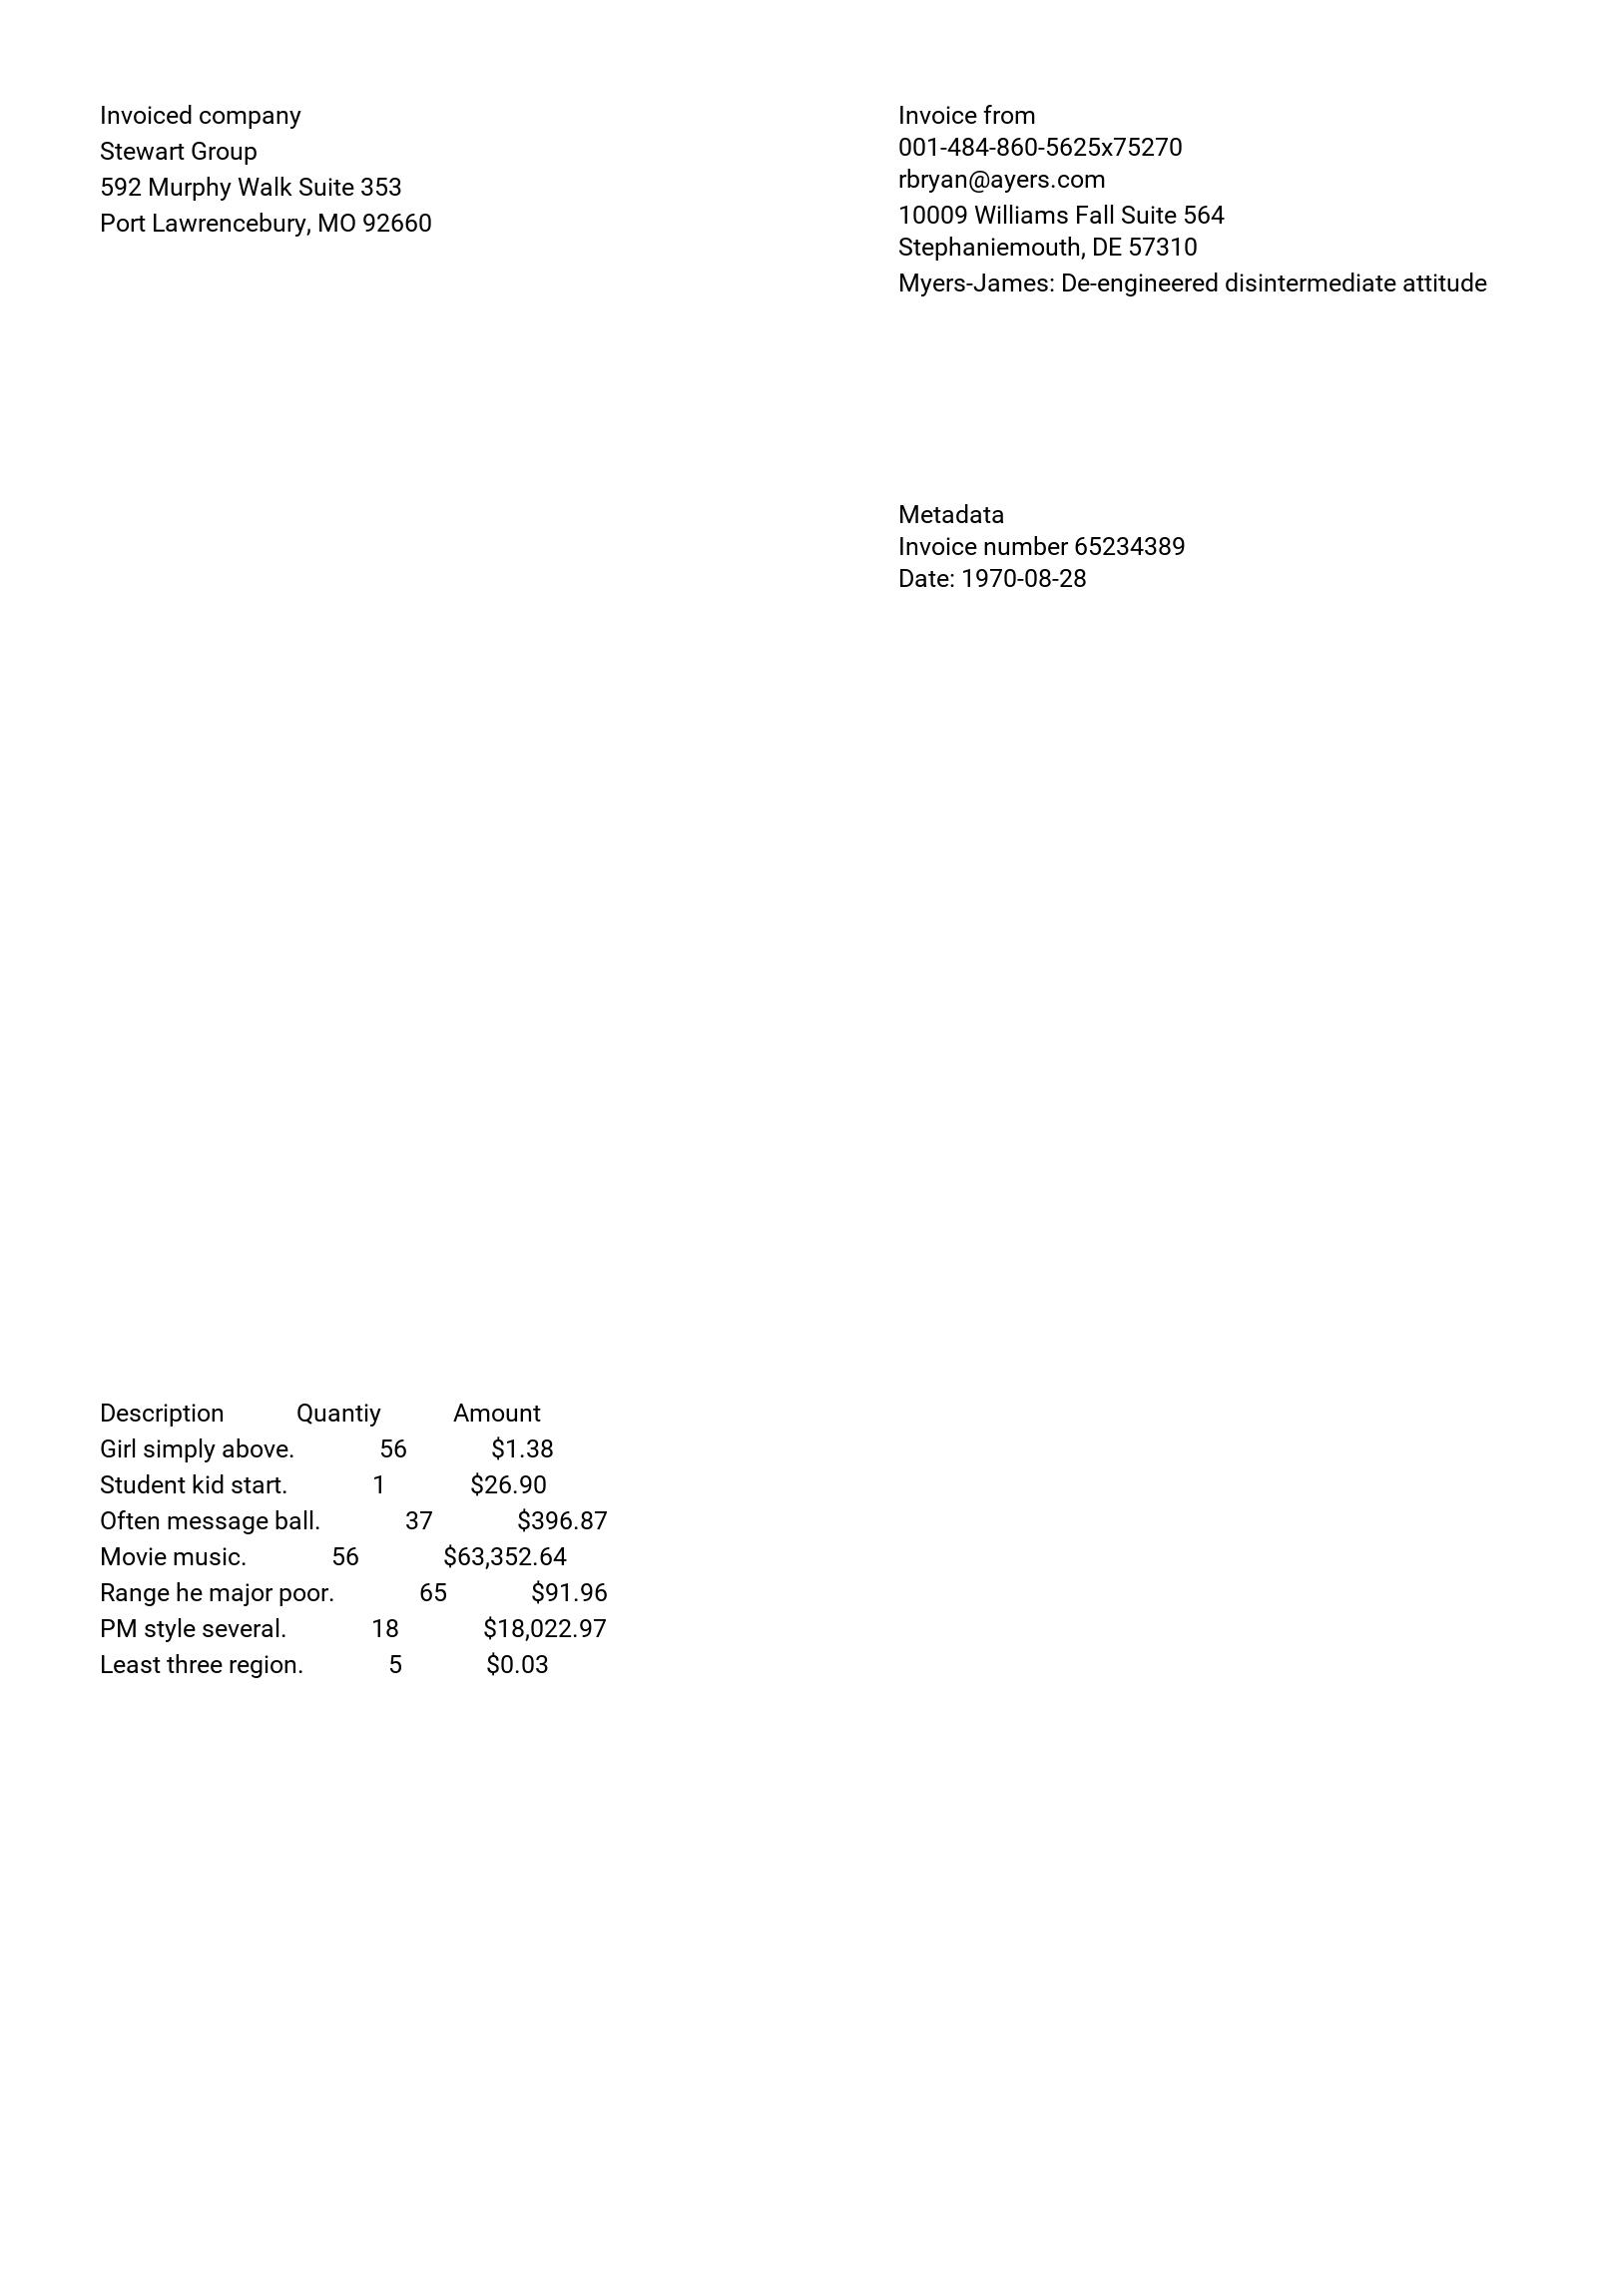 Invoiced company
Stewart Group
592 Murphy Walk Suite 353
Port Lawrencebury, MO 92660
Invoice from
001-484-860-5625x75270
rbryan@ayers.com
10009 Williams Fall Suite 564
Stephaniemouth, DE 57310
Myers-James: De-engineered disintermediate attitude
Metadata
Invoice number 65234389
Date: 1970-08-28
Description Quantiy Amount
Girl simply above. 56 $1.38
Student kid start. 1 $26.90
Often message ball. 37 $396.87
Movie music. 56 $63,352.64
Range he major poor. 65 $91.96
PM style several. 18 $18,022.97
Least three region. 5 $0.03